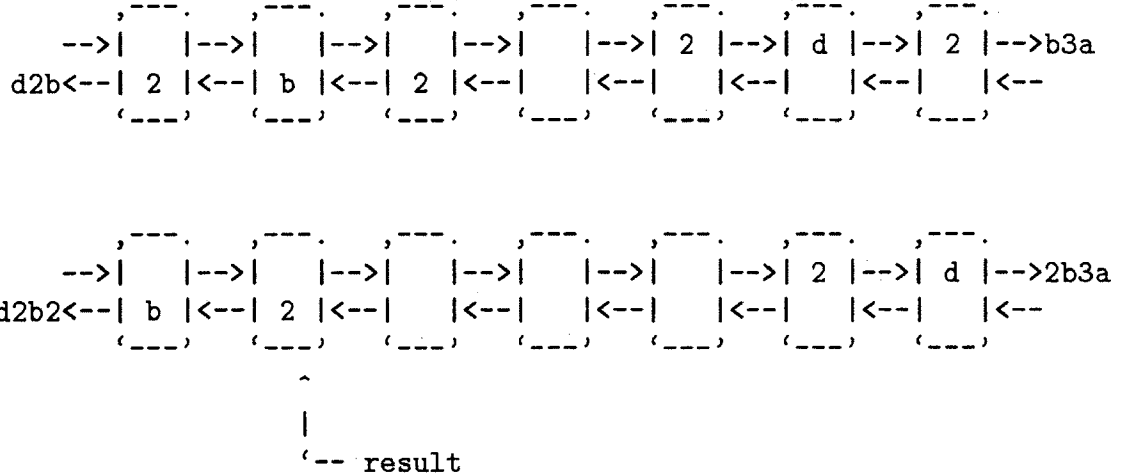 ,---. ,---. ,---. ,---. ,---. ,---. ,---.
-->|   |-->|   |-->|   |-->|   |-->| 2 |-->| d |-->| 2 |-->b3a
d2b<--| 2 |<--| b |<--| 2 |<--|   |<--|   |<--|   |<--|   |<--
‘---’ ‘---’ ‘---’ ‘---’ ‘---’ ‘---’ ‘---’
,---. ,---. ,---. ,---. ,---. ,---. ,---.
-->|   |-->|   |-->|   |-->|   |-->|   |-->| 2 |-->| d |-->2b3a
d2b2<--| b |<--| 2 |<--|   |<--|   |<--|   |<--|   |<--|   |<--
‘---’ ‘---’ ‘---’ ‘---’ ‘---’ ‘---’ ‘---’
^
|
‘-- result